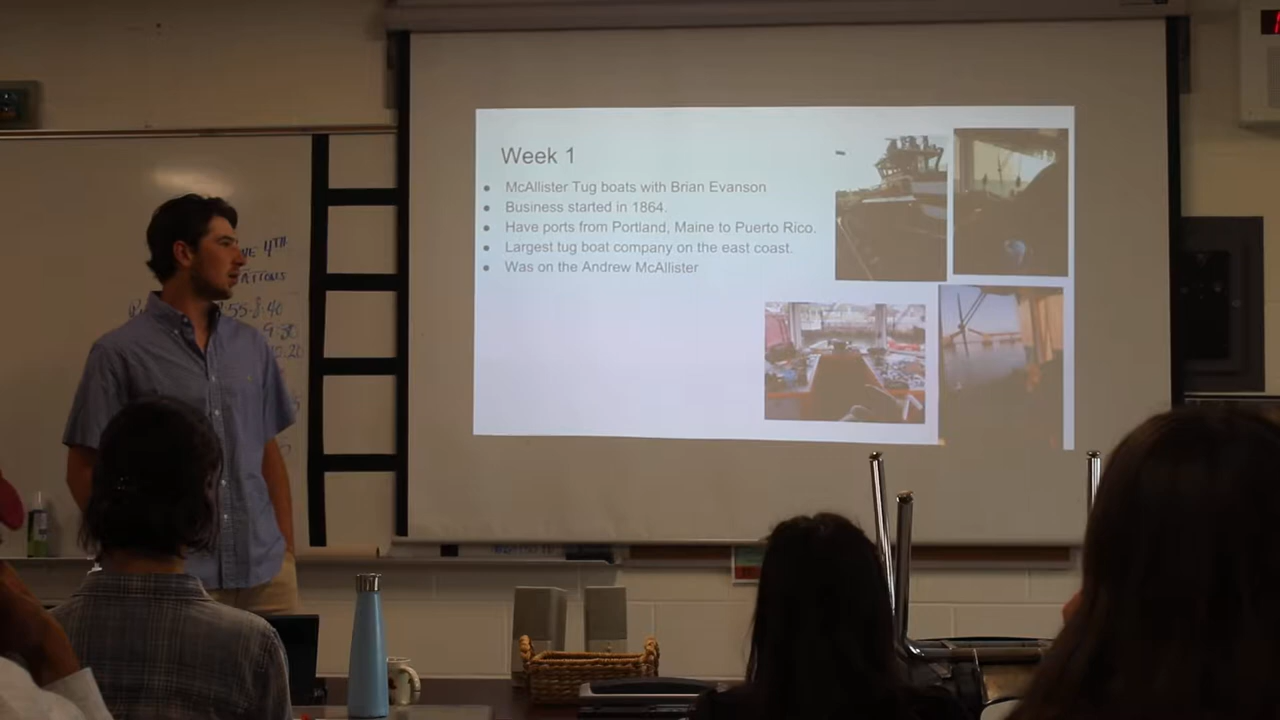 Week 1
● McAllister Tug boats with Brian Evanson
● Business started in 1864.
● Have ports from Portland, Maine to Puerto Rico.
● Largest tug boat company on the east coast.
● Was on the Andrew McAllister
4TH